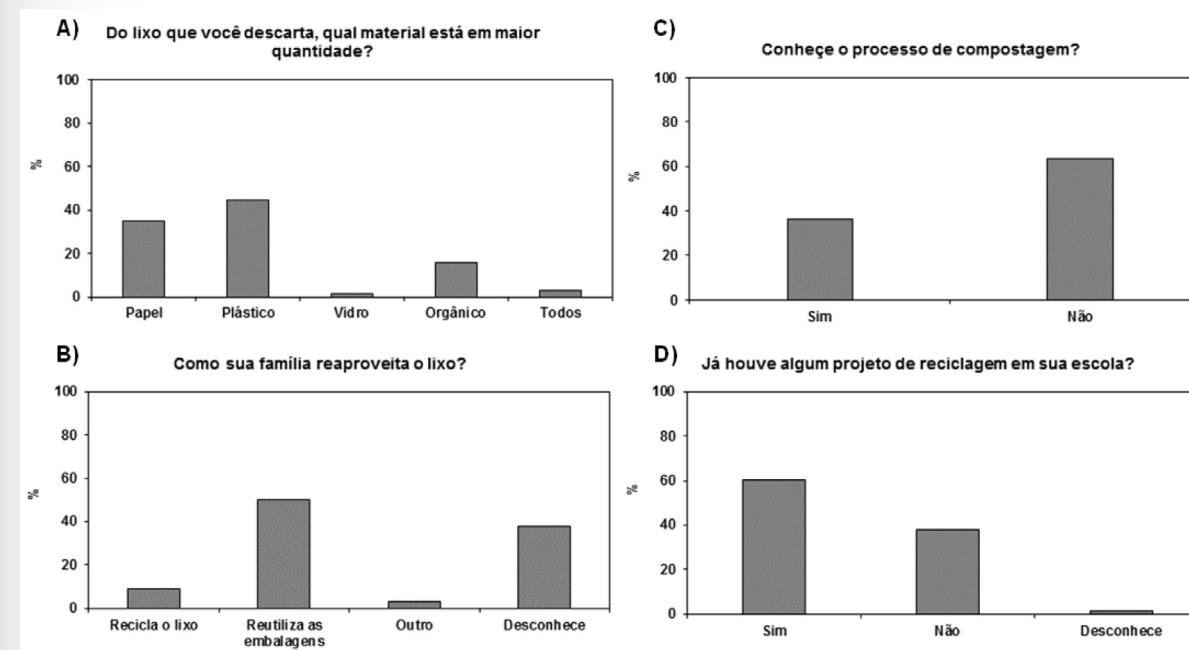 A)
Do lixo que você descarta, qual material está em maior
quantidade?
100
80
60
40
20
0
%
Papel
Plástico
Vidro
Orgânico
Todos
B)
Como sua família reaproveita o lixo?
100
80
60
40
20
0
%
Recicla o lixo
Reutiliza as
embalagens
Outro
Desconhece
C)
Conheçe o processo de compostagem?
100
80
60
40
20
0
%
Sim
Não
D)
Já houve algum projeto de reciclagem em sua escola?
100
80
60
40
20
0
%
Sim
Não
Desconhece